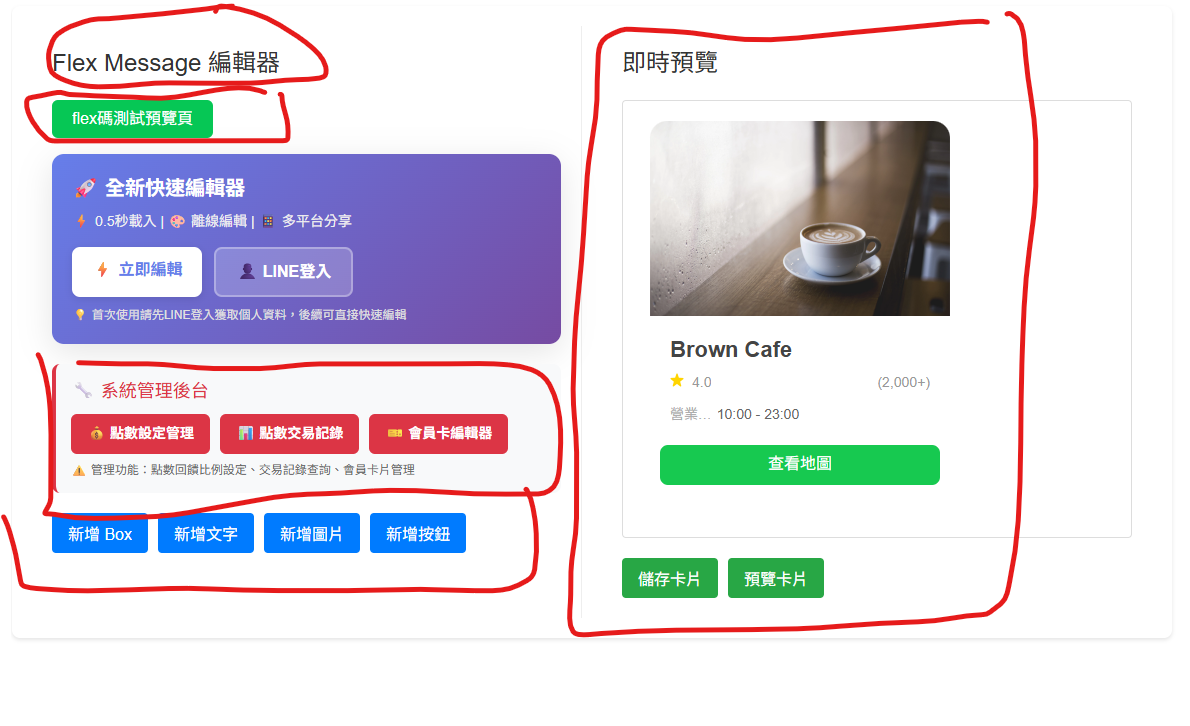 Flex Message 編輯器
flex碼測試預覽頁
🚀 全新快速編輯器
⚡ 0.5秒載入 | 🎨 離線編輯 | 📱 多平台分享
⚡ 立即編輯
👤 LINE登入
💡 首次使用請先LINE登入獲取個人資料，後續可直接快速編輯
🔧 系統管理後台
💰 點數設定管理
📊 點數交易記錄
🎫 會員卡編輯器
⚠️ 管理功能：點數回饋比例設定、交易記錄查詢、會員卡片管理
新增 Box
新增文字
新增圖片
新增按鈕
即時預覽
Brown Cafe
4.0
(2,000+)
營業… 10:00 - 23:00
查看地圖
儲存卡片
預覽卡片